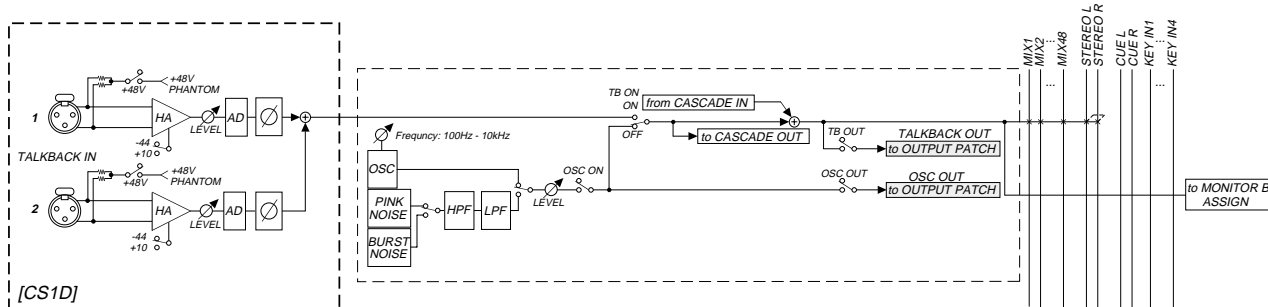 1
+48V
PHANTOM
+48V
HA
LEVEL
AD
-44
+10
TALKBACK IN
2
+48V
PHANTOM
+48V
HA
LEVEL
AD
-44
+10
[CS1D]
Frequncy: 100Hz - 10kHz
OSC
PINK
NOISE
BURST
NOISE
HPF
LPF
LEVEL
OSC ON
TB ON
ON
OFF
from CASCADE IN
to CASCADE OUT
TB OUT
TALKBACK OUT
to OUTPUT PATCH
OSC OUT
OSC OUT
to OUTPUT PATCH
MIX1
MIX2
...
MIX48
STEREO L
STEREO R
CUE L
CUE R
KEY IN1
...
KEY IN4
...
...
to MONITOR B
ASSIGN